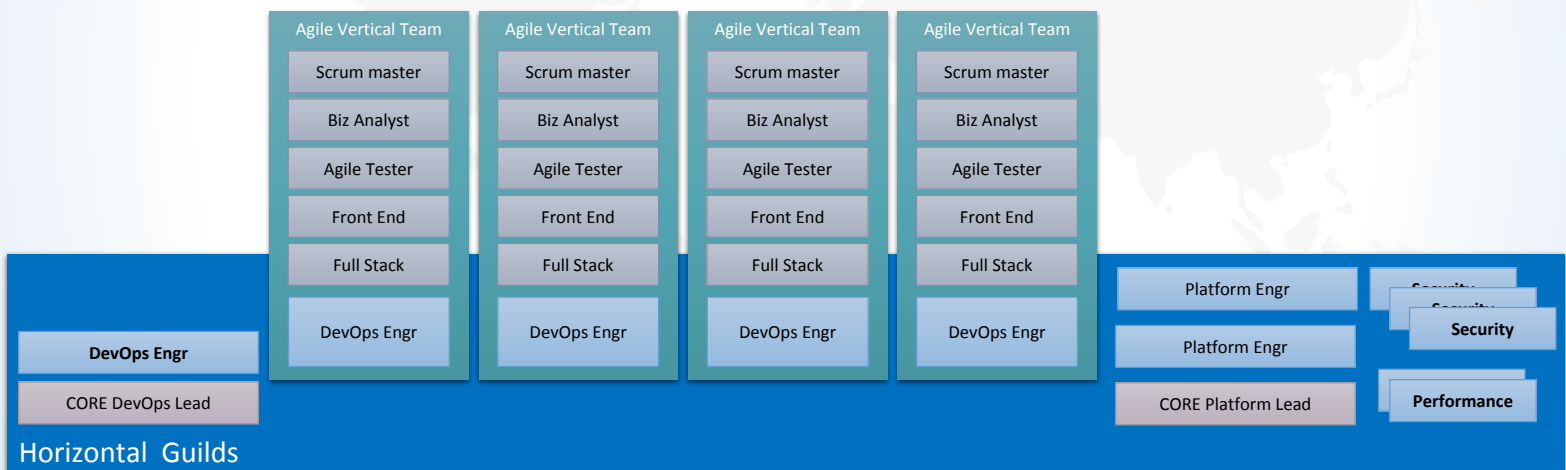 Agile Vertical Team
Scrum master
Biz Analyst
Agile Tester
Front End
Full Stack
DevOps Engr
Agile Vertical Team
Scrum master
Biz Analyst
Agile Tester
Front End
Full Stack
DevOps Engr
Agile Vertical Team
Scrum master
Biz Analyst
Agile Tester
Front End
Full Stack
DevOps Engr
Agile Vertical Team
Scrum master
Biz Analyst
Agile Tester
Front End
Full Stack
DevOps Engr
DevOps Engr
CORE DevOps Lead
Platform Engr
Platform Engr
CORE Platform Lead
Security
Security
Security
Performance
Horizontal Guilds